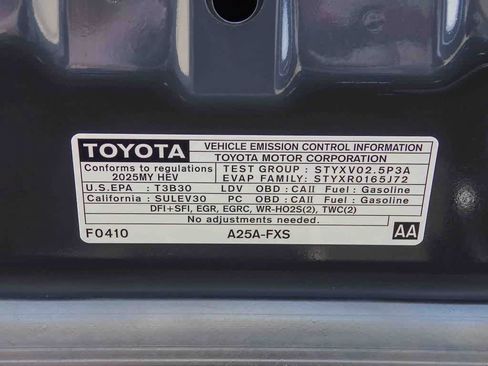 TOYOTA VEHICLE EMISSION CONTROL INFORMATION
TOYOTA MOTOR CORPORATION
Conforms to regulations TEST GROUP : STYXV02.5P3A
2025MY HEV EVAP FAMILY: STYXR0165J72
U.S.EPA : T3B30 LDV OBD : CAII Fuel : Gasoline
California : SULEV30 PC OBD : CAII Fuel : Gasoline
DFI+SFI, EGR, EGRC, WR-HO2S(2), TWC(2)
No adjustments needed.
F0410 A25A-FXS AA